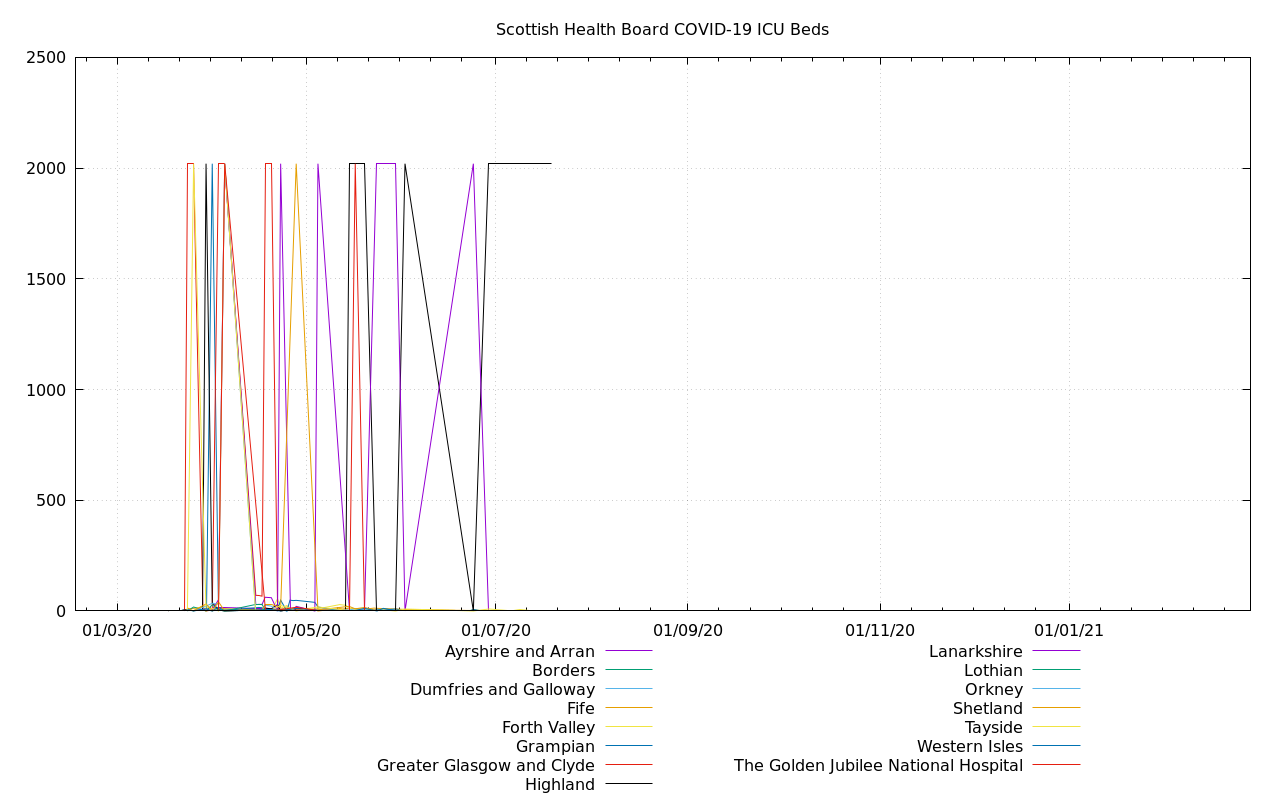 Scottish Health Board COVID-19 ICU Beds
2500
2000
1500
1000
500
0
01/03/20 01/05/20 01/07/20 01/09/20 01/11/20 01/01/21
Ayrshire and Arran
Borders
Dumfries and Galloway
Fife
Forth Valley
Grampian
Greater Glasgow and Clyde
Highland
Lanarkshire
Lothian
Orkney
Shetland
Tayside
Western Isles
The Golden Jubilee National Hospital